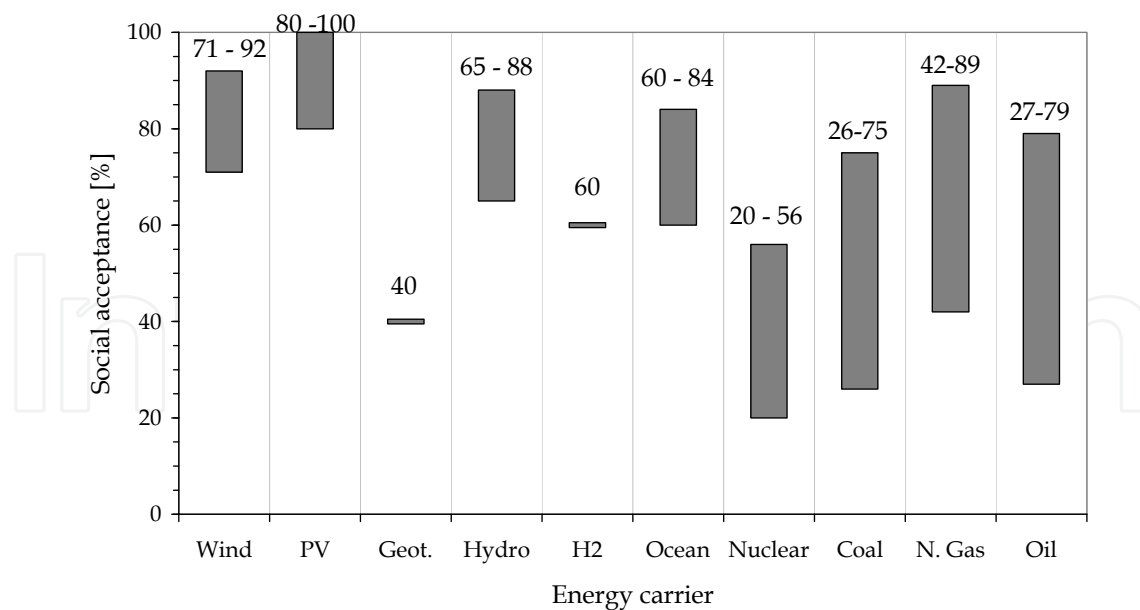 80 -100
100
71 - 92
65 - 88
60 - 84
42-89
27-79
26-75
80
60
20 - 56
60
40
40
20
0
Social acceptance [%]
Wind PV Geot. Hydro H2 Ocean Nuclear Coal N. Gas Oil
Energy carrier